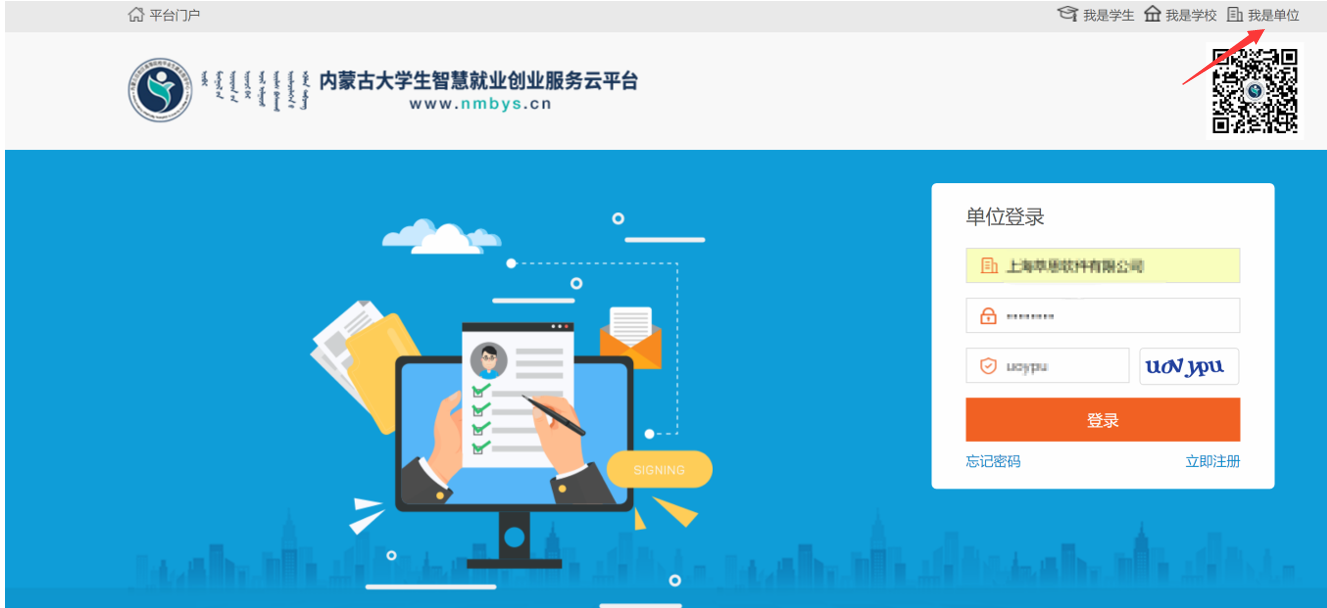 平台门户
我是学生 我是学校 我是单位
内蒙古大学生智慧就业创业服务云平台
www.nmbys.cn
单位登录
上海萃恩软件有限公司
uoypu
uovypu
登录
忘记密码 立即注册
SIGNING